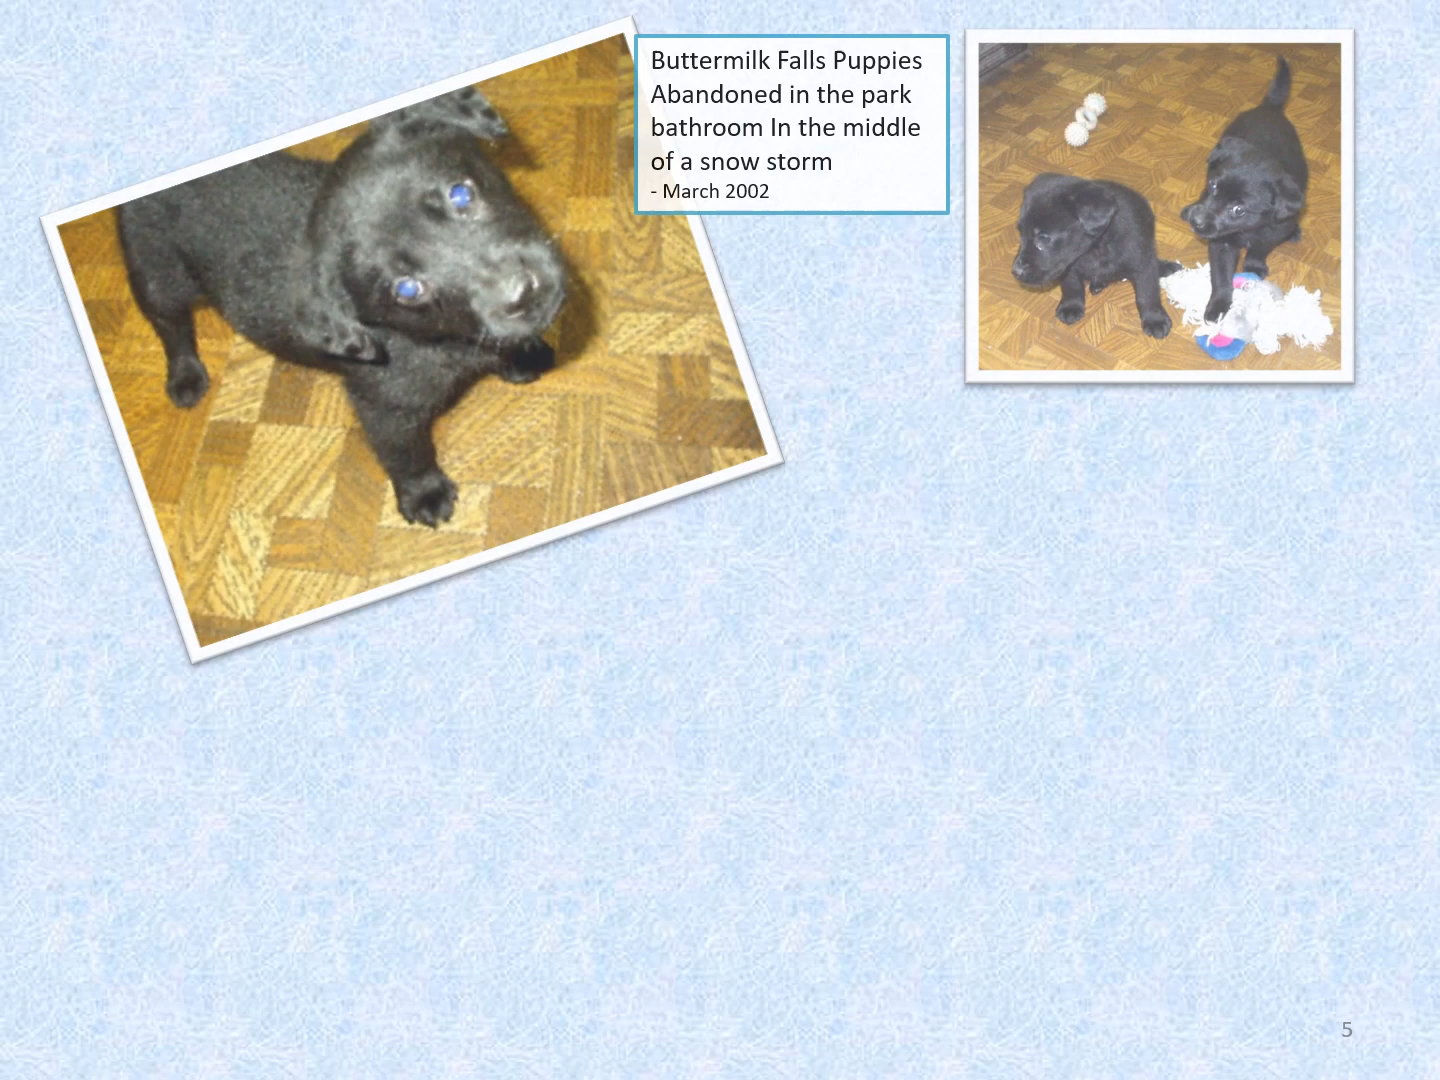 Buttermilk Falls Puppies
Abandoned in the park
bathroom In the middle
of a snow storm
- March 2002
5